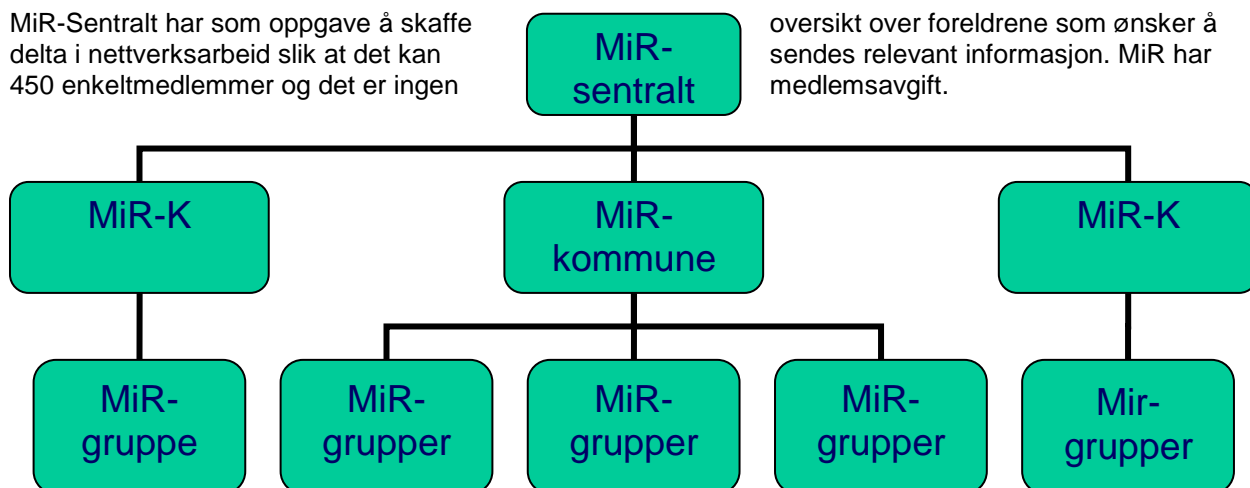 MiR-Sentralt har som oppgave å skaffe oversikt over foreldrene som ønsker å
delta i nettverksarbeid slik at det kan sendes relevant informasjon. MiR har
450 enkeltmedlemmer og det er ingen medlemsavgift.
MiR-
sentralt
MiR-K
MiR-
kommune
MiR-K
MiR-
gruppe
MiR-
grupper
MiR-
grupper
MiR-
grupper
Mir-
grupper